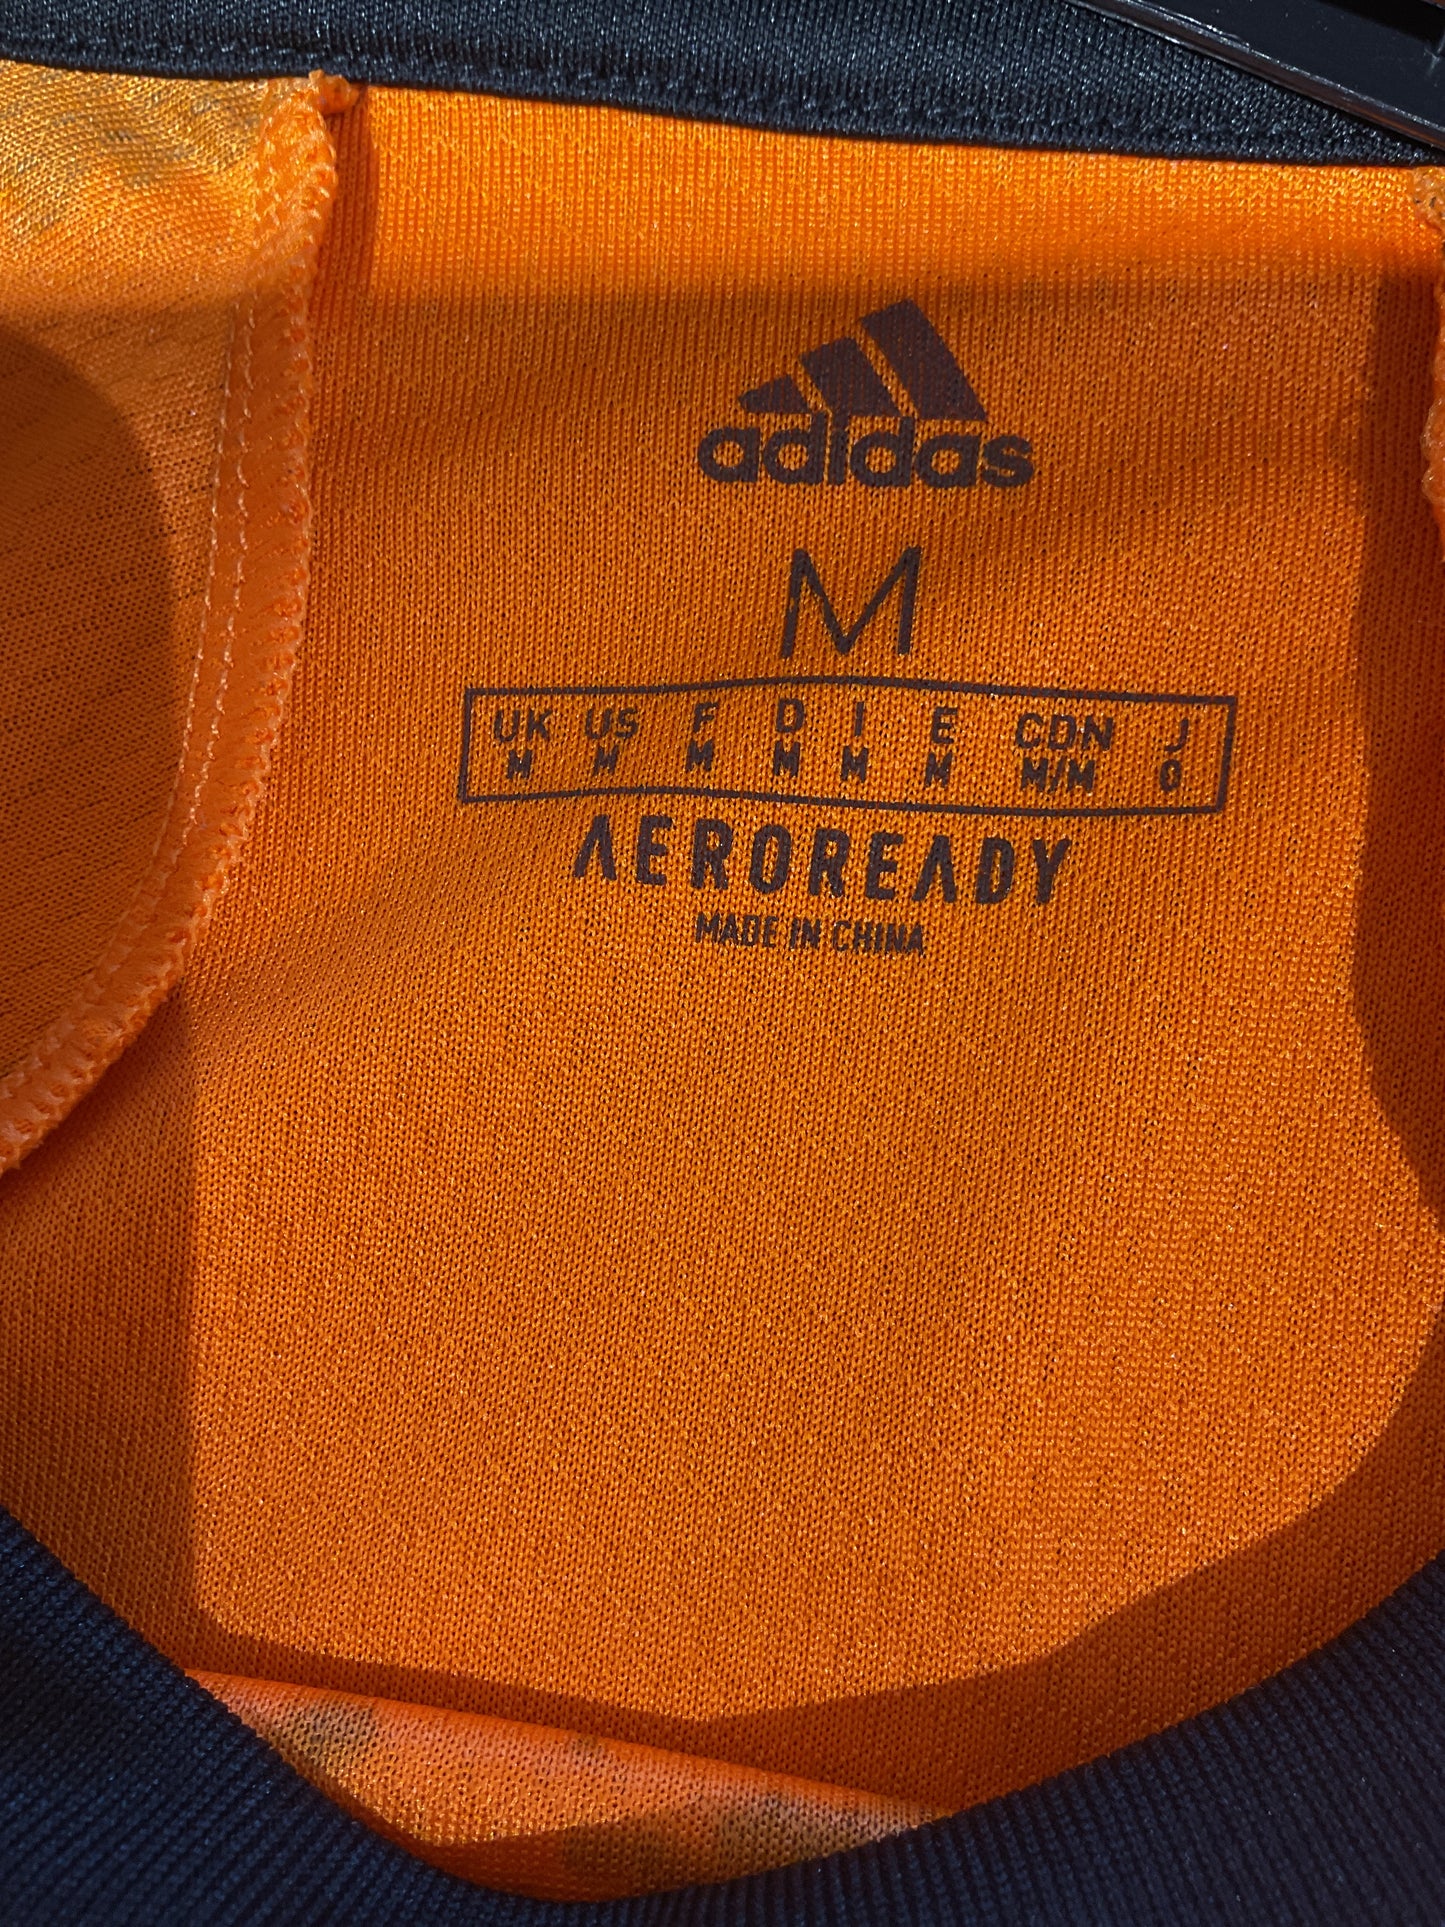 adidas
M
UK US F D I E CDN J
M M M M M M M/M O
AEROREADY
MADE IN CHINA